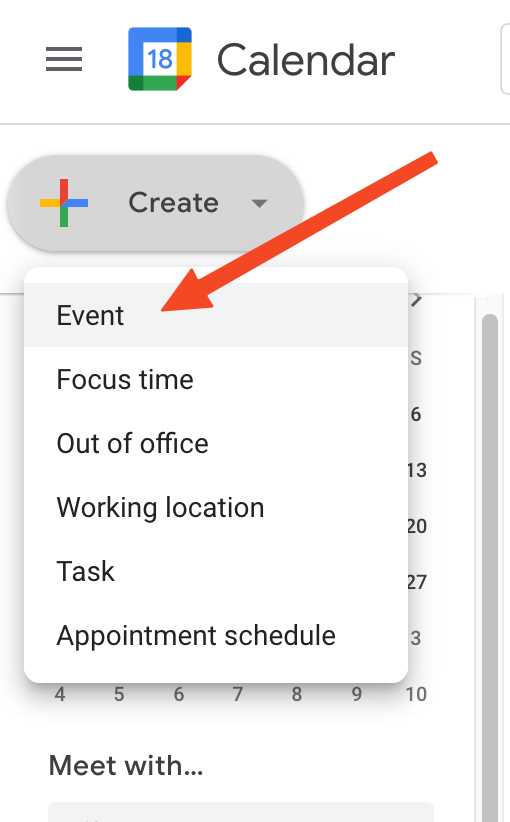 18 Calendar
Create
Event
S
Focus time
6
Out of office
13
Working location
20
Task
27
Appointment schedule
3
4 5 6 7 8 9 10
Meet with...